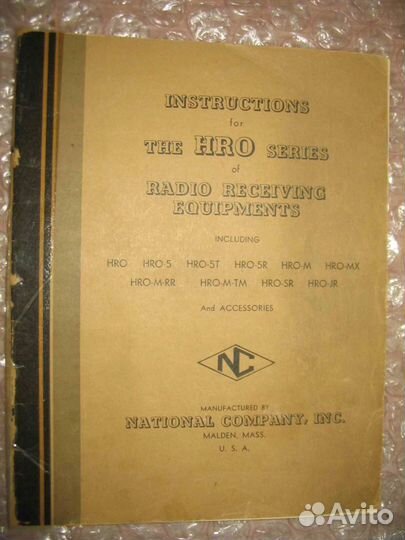 INSTRUCTIONS
for
THE HRO SERIES
of
RADIO RECEIVING
EQUIPMENTS
INCLUDING
HRO HRO-5 HRO-5T HRO-5R HRO-M HRO-MX
HRO-M-RR HRO-M-TM HRO-SR HRO-JR
And ACCESSORIES
NC
MANUFACTURED BY
NATIONAL COMPANY, INC.
MALDEN, MASS.
U. S. A.
Avito